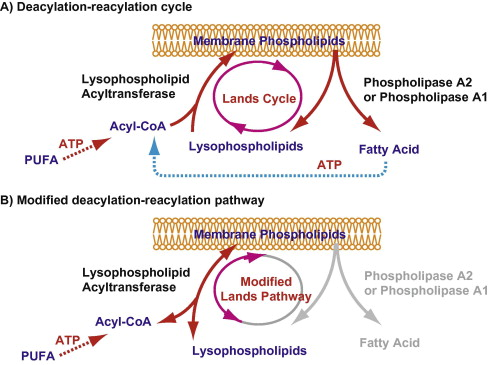 A) Deacylation-reacylation cycle
Membrane Phospholipids
Lysophospholipid
Acyltransferase
Lands Cycle
Phospholipase A2
or Phospholipase A1
Acyl-CoA
ATP
PUFA
Lysophospholipids
Fatty Acid
ATP
B) Modified deacylation-reacylation pathway
Membrane Phospholipids
Lysophospholipid
Acyltransferase
Modified
Lands Pathway
Phospholipase A2
or Phospholipase A1
Acyl-CoA
ATP
PUFA
Lysophospholipids
Fatty Acid